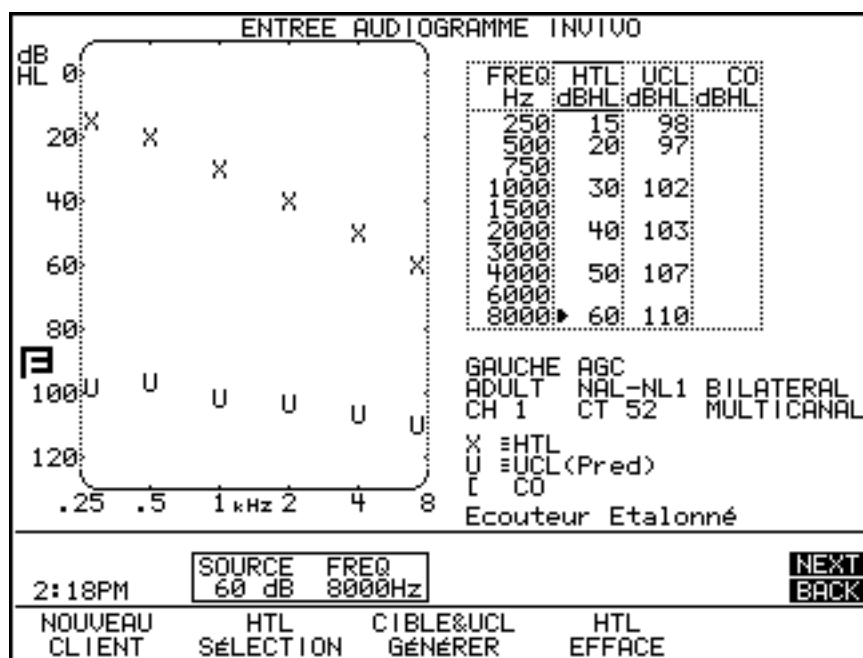 ENTREE AUDIOGRAMME INVIVO
dB
HL 0
20
40
60
80
100
120
.25 .5 1 kHz 2 4 8
FREQ HTL UCL CO
Hz dBHL dBHL dBHL
250 15 98
500 20 97
750
1000 30 102
1500
2000 40 103
3000
4000 50 107
6000
8000 60 110
GAUCHE AGC
ADULT NAL-NL1 BILATERAL
CH 1 CT 52 MULTICANAL
X HTL
U UCL(Pred)
[ CO
Ecouteur Etalonné
SOURCE FREQ
60 dB 8000Hz
2:18PM
NEXT
BACK
NOUVEAU CLIENT
HTL SéLECTION
CIBLE&UCL GéNéRER
HTL EFFACE